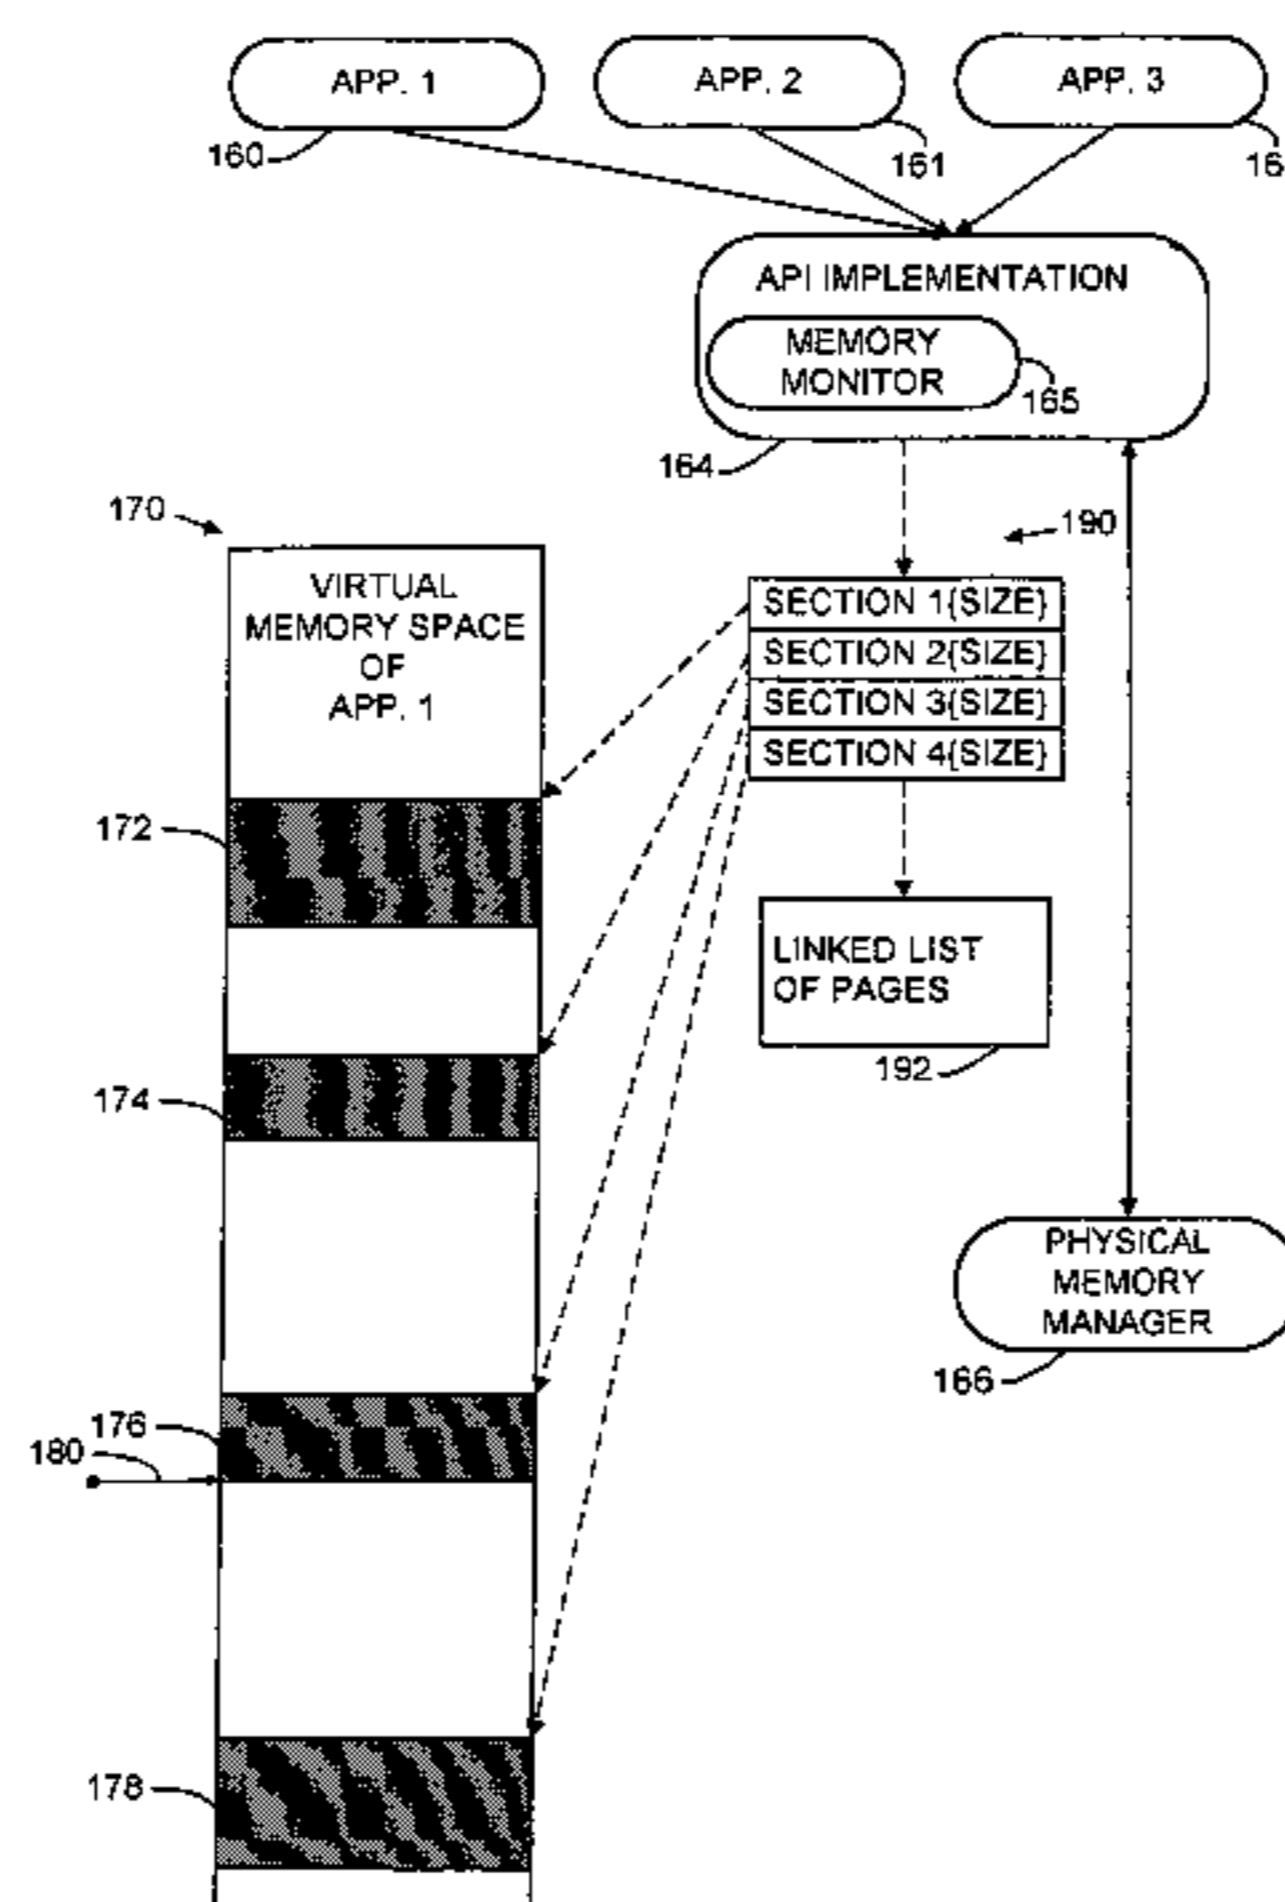 APP. 1
APP. 2
APP. 3
160
161
16
API IMPLEMENTATION
MEMORY
MONITOR
165
164
170
190
VIRTUAL
MEMORY SPACE
OF
APP. 1
SECTION 1{SIZE}
SECTION 2{SIZE}
SECTION 3{SIZE}
SECTION 4{SIZE}
172
LINKED LIST
OF PAGES
192
174
PHYSICAL
MEMORY
MANAGER
166
176
180
178